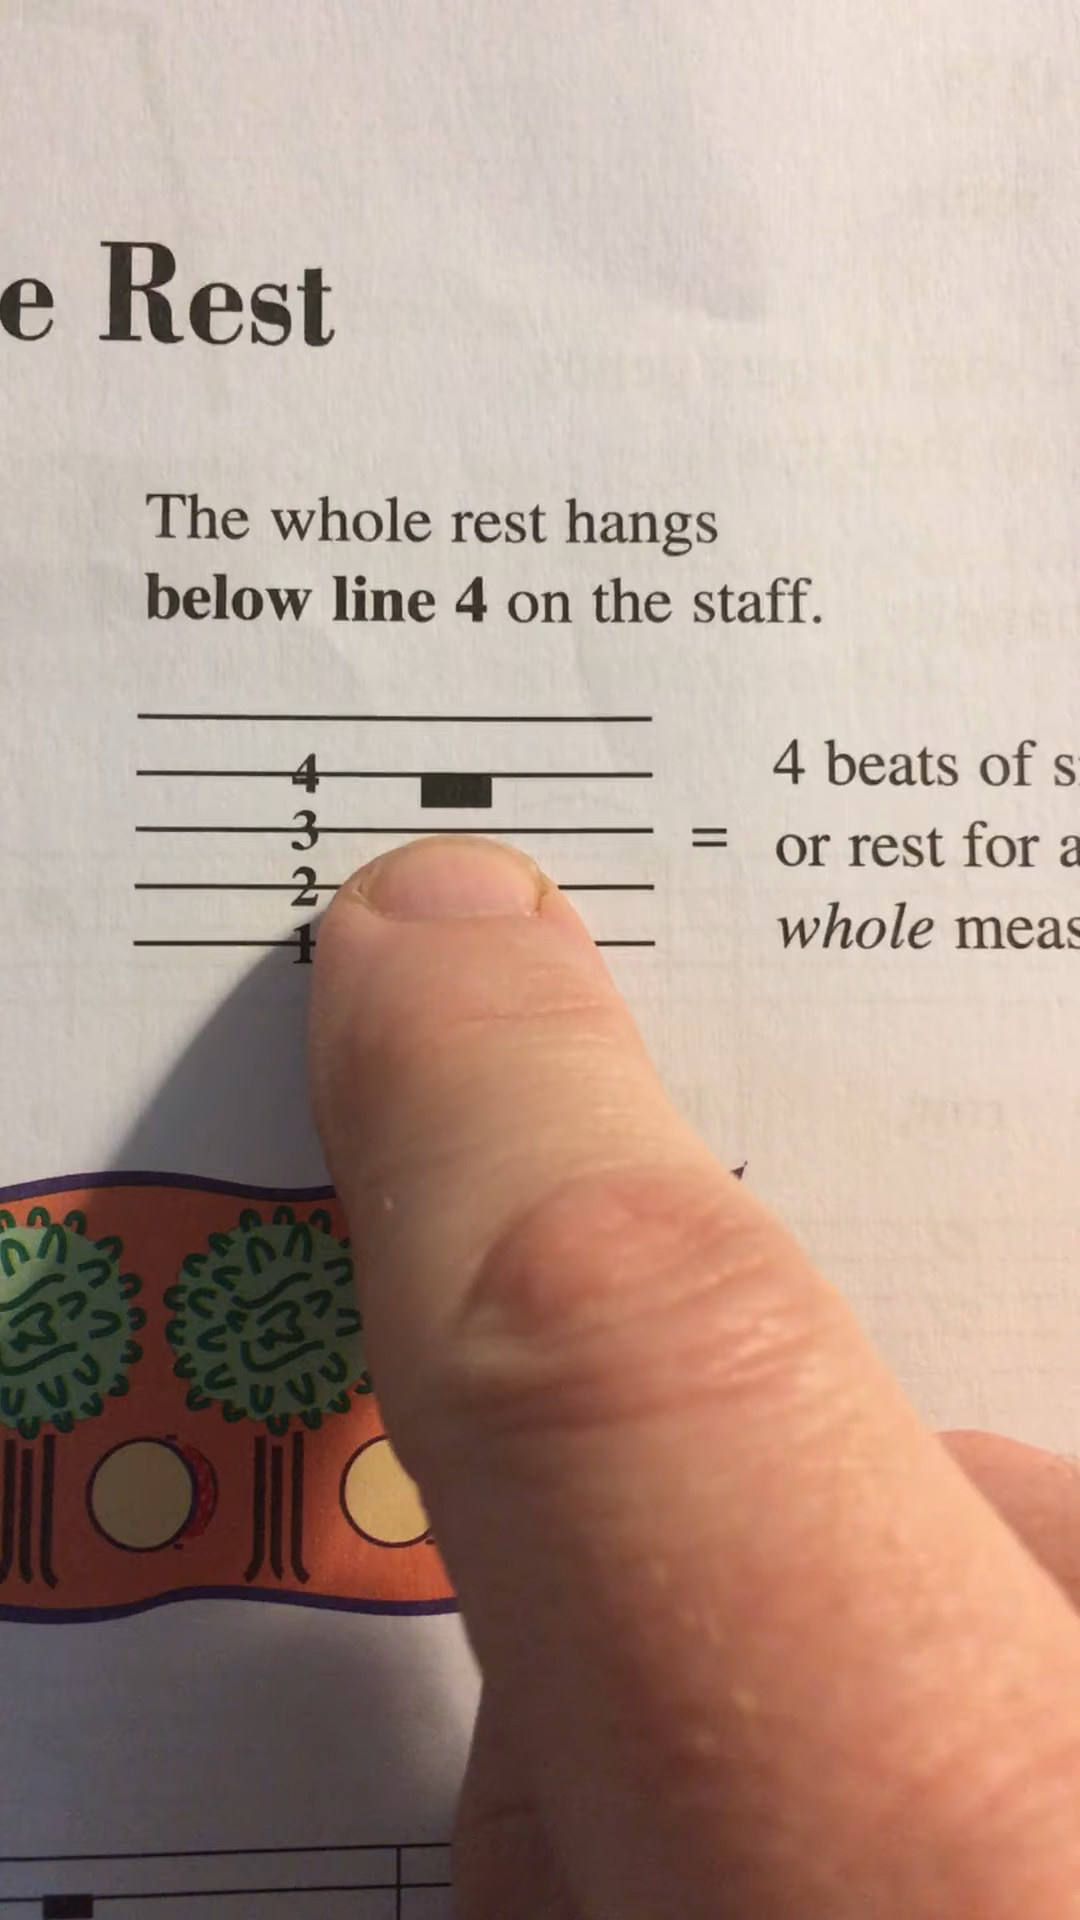 e Rest
The whole rest hangs
below line 4 on the staff.
4
3
2
1
= 4 beats of s
or rest for a
whole meas